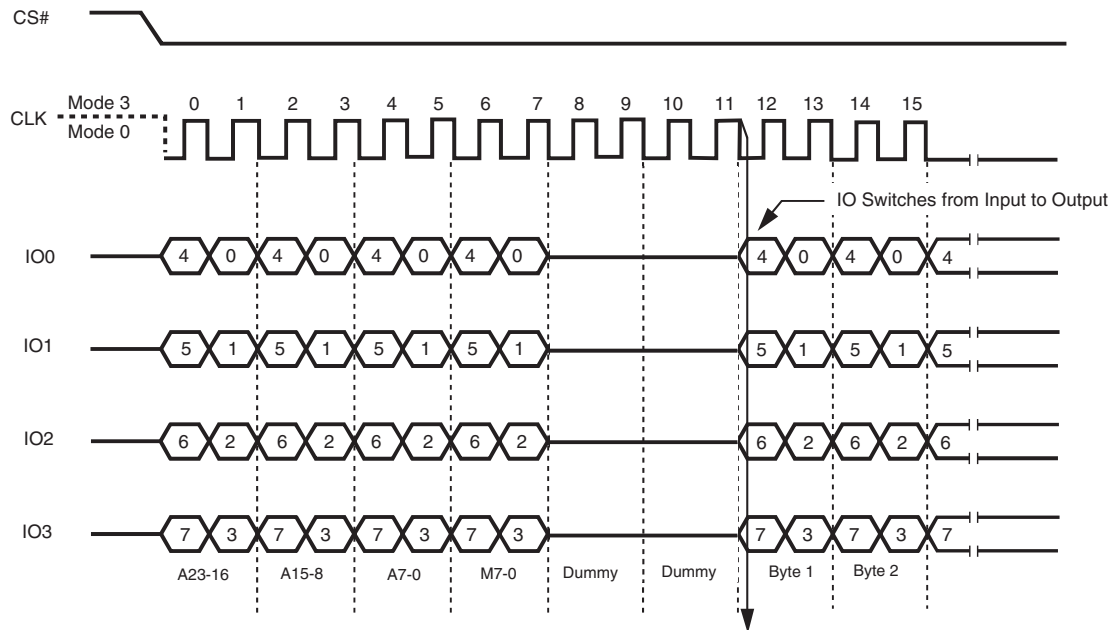 CS#
CLK
Mode 3
Mode 0
0 1 2 3 4 5 6 7 8 9 10 11 12 13 14 15
IO Switches from Input to Output
IO0 4 0 4 0 4 0 4 0 4 0 4 0 4
IO1 5 1 5 1 5 1 5 1 5 1 5 1 5
IO2 6 2 6 2 6 2 6 2 6 2 6 2 6
IO3 7 3 7 3 7 3 7 3 7 3 7 3 7
A23-16 A15-8 A7-0 M7-0 Dummy Dummy Byte 1 Byte 2